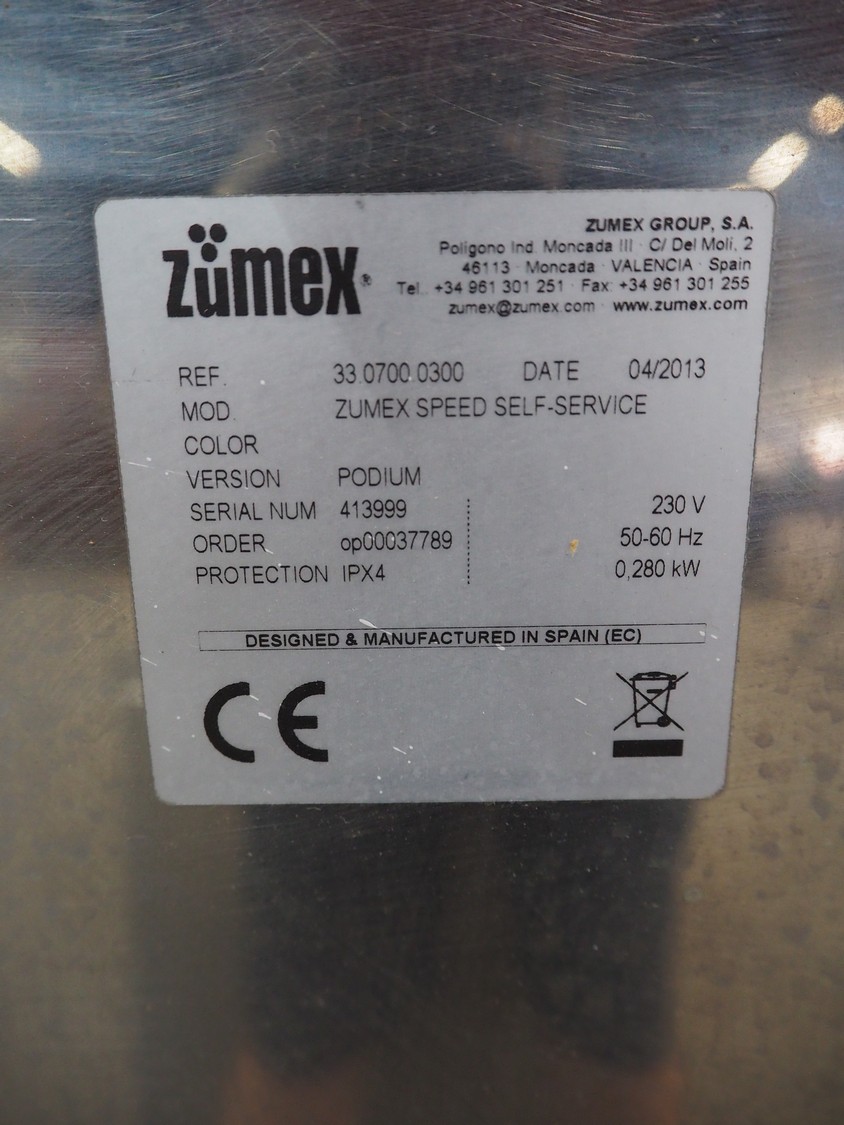 zümex®
ZUMEX GROUP, S.A.
Poligono Ind. Moncada III · C/ Del Moli, 2
46113 · Moncada · VALENCIA · Spain
Tel.: +34 961 301 251 · Fax: +34 961 301 255
zumex@zumex.com · www.zumex.com
REF. 33.0700.0300 DATE 04/2013
MOD. ZUMEX SPEED SELF-SERVICE
COLOR
VERSION PODIUM
SERIAL NUM 413999 230 V
ORDER op00037789 50-60 Hz
PROTECTION IPX4 0,280 kW
DESIGNED & MANUFACTURED IN SPAIN (EC)
CE